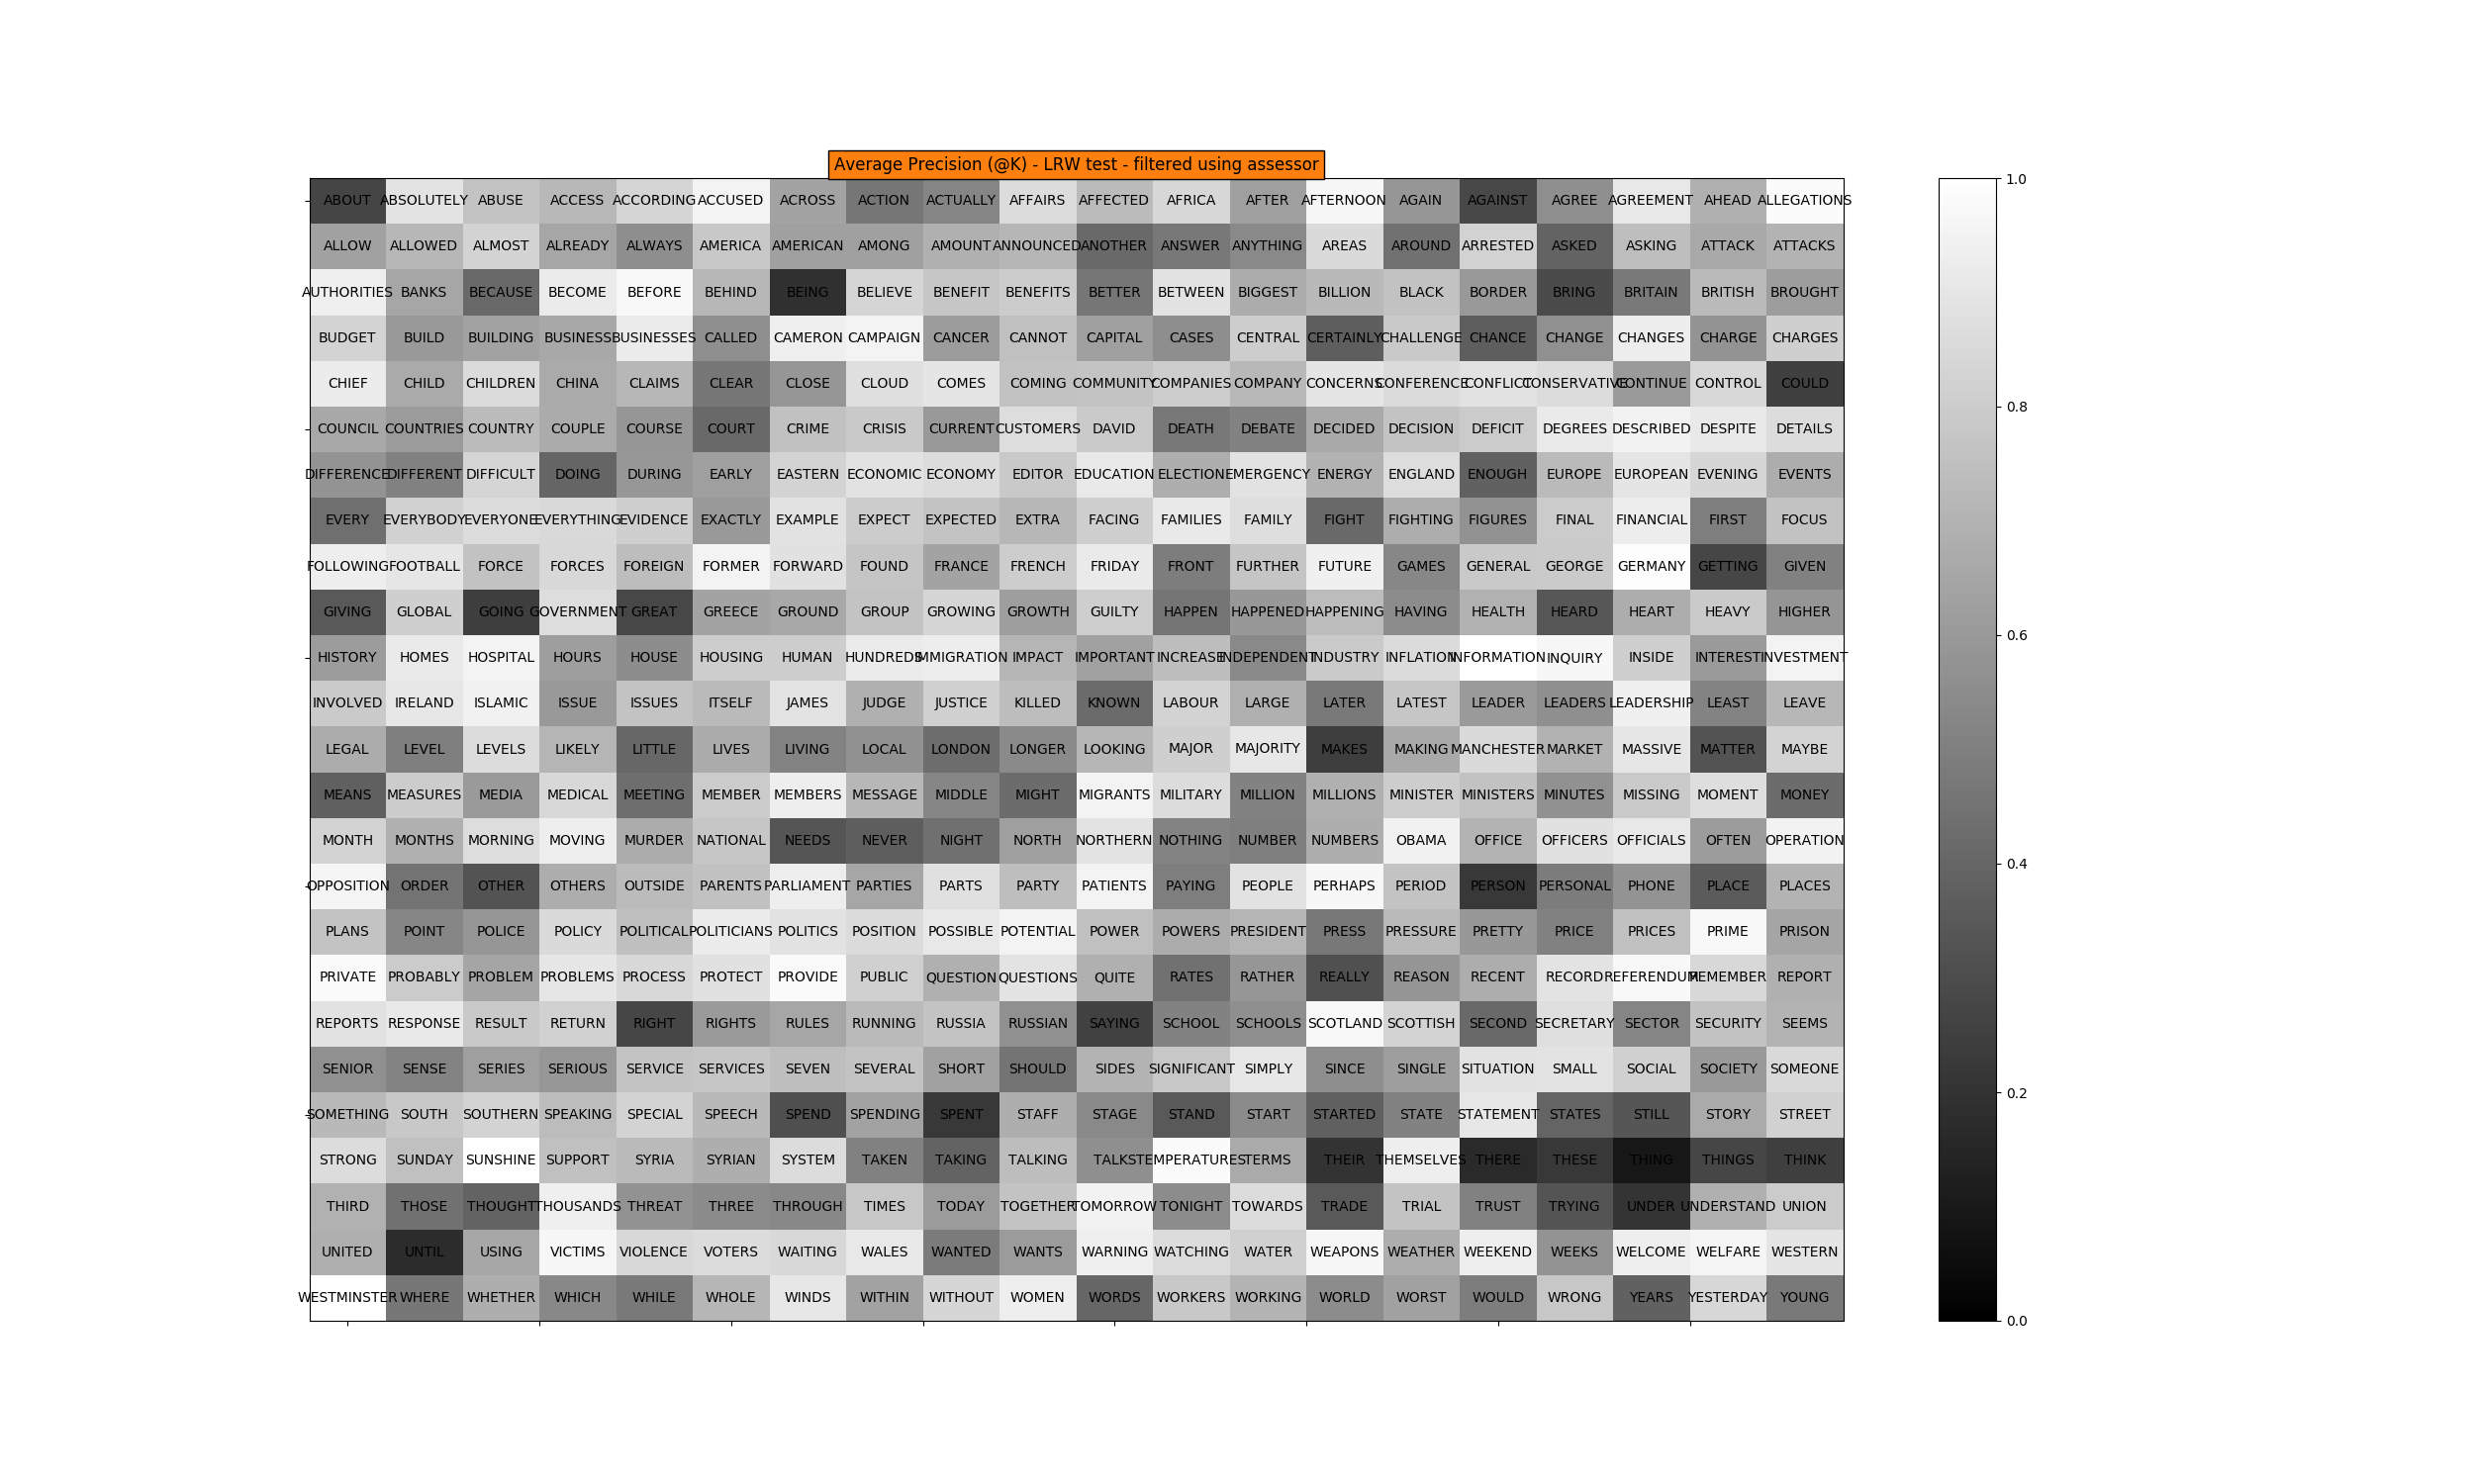 Average Precision (@K) - LRW test - filtered using assessor
ABOUT ABSOLUTELY ABUSE ACCESS ACCORDING ACCUSED ACROSS ACTION ACTUALLY AFFAIRS AFFECTED AFRICA AFTER AFTERNOON AGAIN AGAINST AGREE AGREEMENT AHEAD ALLEGATIONS 1.0
ALLOW ALLOWED ALMOST ALREADY ALWAYS AMERICA AMERICAN AMONG AMOUNT ANNOUNCED ANOTHER ANSWER ANYTHING AREAS AROUND ARRESTED ASKED ASKING ATTACK ATTACKS
AUTHORITIES BANKS BECAUSE BECOME BEFORE BEHIND BEING BELIEVE BENEFIT BENEFITS BETTER BETWEEN BIGGEST BILLION BLACK BORDER BRING BRITAIN BRITISH BROUGHT
BUDGET BUILD BUILDING BUSINESS BUSINESSES CALLED CAMERON CAMPAIGN CANCER CANNOT CAPITAL CASES CENTRAL CERTAINLY CHALLENGE CHANCE CHANGE CHANGES CHARGE CHARGES
CHIEF CHILD CHILDREN CHINA CLAIMS CLEAR CLOSE CLOUD COMES COMING COMMUNITY COMPANIES COMPANY CONCERNS CONFERENCE CONFLICT CONSERVATIVE CONTINUE CONTROL COULD
0.8
COUNCIL COUNTRIES COUNTRY COUPLE COURSE COURT CRIME CRISIS CURRENT CUSTOMERS DAVID DEATH DEBATE DECIDED DECISION DEFICIT DEGREES DESCRIBED DESPITE DETAILS
DIFFERENCE DIFFERENT DIFFICULT DOING DURING EARLY EASTERN ECONOMIC ECONOMY EDITOR EDUCATION ELECTION EMERGENCY ENERGY ENGLAND ENOUGH EUROPE EUROPEAN EVENING EVENTS
EVERY EVERYBODY EVERYONE EVERYTHING EVIDENCE EXACTLY EXAMPLE EXPECT EXPECTED EXTRA FACING FAMILIES FAMILY FIGHT FIGHTING FIGURES FINAL FINANCIAL FIRST FOCUS
FOLLOWING FOOTBALL FORCE FORCES FOREIGN FORMER FORWARD FOUND FRANCE FRENCH FRIDAY FRONT FURTHER FUTURE GAMES GENERAL GEORGE GERMANY GETTING GIVEN
GIVING GLOBAL GOING GOVERNMENT GREAT GREECE GROUND GROUP GROWING GROWTH GUILTY HAPPEN HAPPENED HAPPENING HAVING HEALTH HEARD HEART HEAVY HIGHER
0.6
HISTORY HOMES HOSPITAL HOURS HOUSE HOUSING HUMAN HUNDREDS IMMIGRATION IMPACT IMPORTANT INCREASE INDEPENDENT INDUSTRY INFLATION INFORMATION INQUIRY INSIDE INTEREST INVESTMENT
INVOLVED IRELAND ISLAMIC ISSUE ISSUES ITSELF JAMES JUDGE JUSTICE KILLED KNOWN LABOUR LARGE LATER LATEST LEADER LEADERS LEADERSHIP LEAST LEAVE
LEGAL LEVEL LEVELS LIKELY LITTLE LIVES LIVING LOCAL LONDON LONGER LOOKING MAJOR MAJORITY MAKES MAKING MANCHESTER MARKET MASSIVE MATTER MAYBE
MEANS MEASURES MEDIA MEDICAL MEETING MEMBER MEMBERS MESSAGE MIDDLE MIGHT MIGRANTS MILITARY MILLION MILLIONS MINISTER MINISTERS MINUTES MISSING MOMENT MONEY
MONTH MONTHS MORNING MOVING MURDER NATIONAL NEEDS NEVER NIGHT NORTH NORTHERN NOTHING NUMBER NUMBERS OBAMA OFFICE OFFICERS OFFICIALS OFTEN OPERATION
0.4
OPPOSITION ORDER OTHER OTHERS OUTSIDE PARENTS PARLIAMENT PARTIES PARTS PARTY PATIENTS PAYING PEOPLE PERHAPS PERIOD PERSON PERSONAL PHONE PLACE PLACES
PLANS POINT POLICE POLICY POLITICAL POLITICIANS POLITICS POSITION POSSIBLE POTENTIAL POWER POWERS PRESIDENT PRESS PRESSURE PRETTY PRICE PRICES PRIME PRISON
PRIVATE PROBABLY PROBLEM PROBLEMS PROCESS PROTECT PROVIDE PUBLIC QUESTION QUESTIONS QUITE RATES RATHER REALLY REASON RECENT RECORD REFERENDUM REMEMBER REPORT
REPORTS RESPONSE RESULT RETURN RIGHT RIGHTS RULES RUNNING RUSSIA RUSSIAN SAYING SCHOOL SCHOOLS SCOTLAND SCOTTISH SECOND SECRETARY SECTOR SECURITY SEEMS
SENIOR SENSE SERIES SERIOUS SERVICE SERVICES SEVEN SEVERAL SHORT SHOULD SIDES SIGNIFICANT SIMPLY SINCE SINGLE SITUATION SMALL SOCIAL SOCIETY SOMEONE
0.2
SOMETHING SOUTH SOUTHERN SPEAKING SPECIAL SPEECH SPEND SPENDING SPENT STAFF STAGE STAND START STARTED STATE STATEMENT STATES STILL STORY STREET
STRONG SUNDAY SUNSHINE SUPPORT SYRIA SYRIAN SYSTEM TAKEN TAKING TALKING TALKS TEMPERATURES TERMS THEIR THEMSELVES THERE THESE THING THINGS THINK
THIRD THOSE THOUGHT THOUSANDS THREAT THREE THROUGH TIMES TODAY TOGETHER TOMORROW TONIGHT TOWARDS TRADE TRIAL TRUST TRYING UNDER UNDERSTAND UNION
UNITED UNTIL USING VICTIMS VIOLENCE VOTERS WAITING WALES WANTED WANTS WARNING WATCHING WATER WEAPONS WEATHER WEEKEND WEEKS WELCOME WELFARE WESTERN
WESTMINSTER WHERE WHETHER WHICH WHILE WHOLE WINDS WITHIN WITHOUT WOMEN WORDS WORKERS WORKING WORLD WORST WOULD WRONG YEARS YESTERDAY YOUNG
0.0